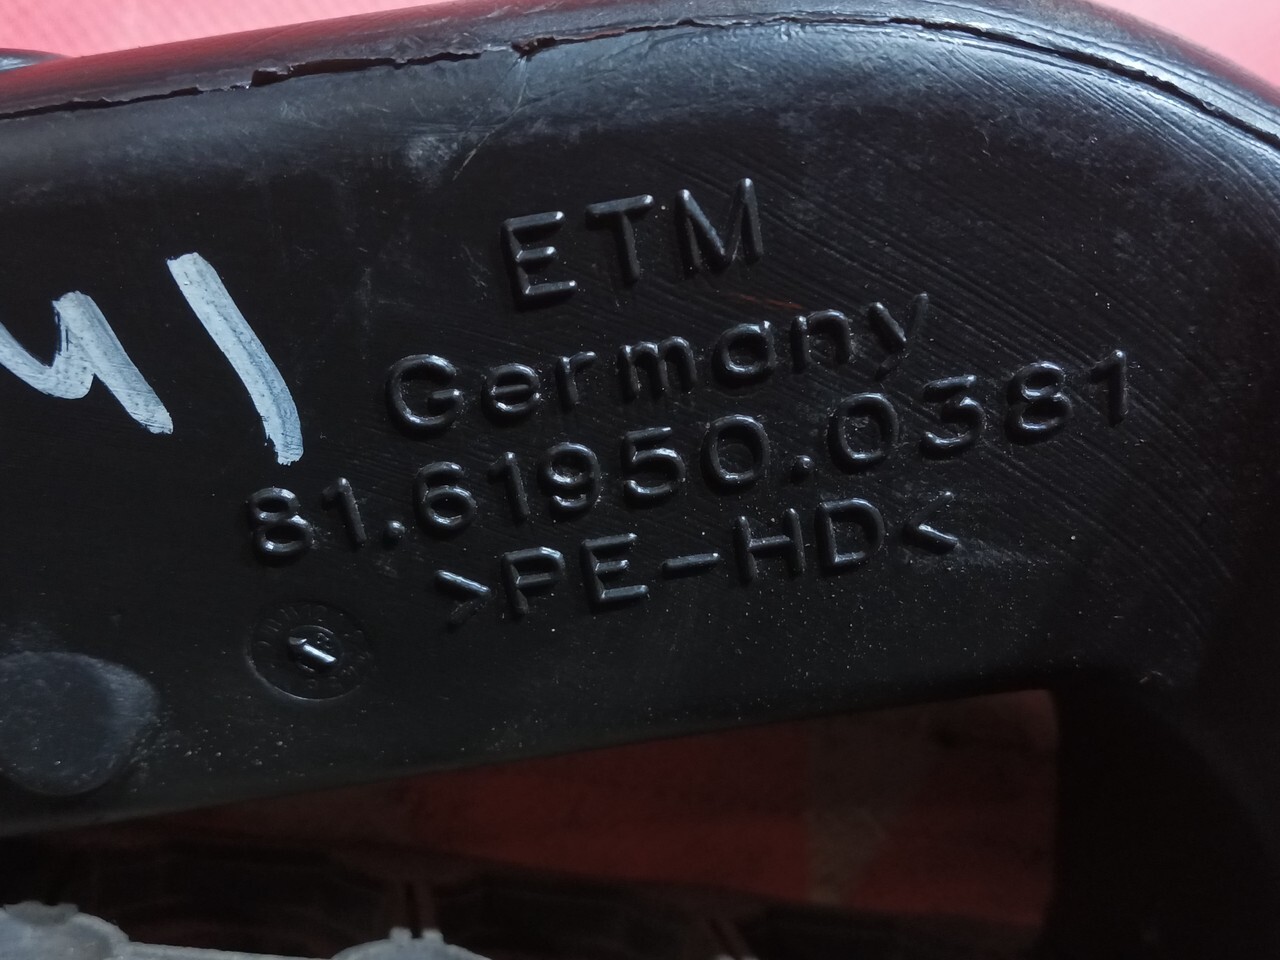 ETM
Germany
81.61950.0381
>PE-HD<